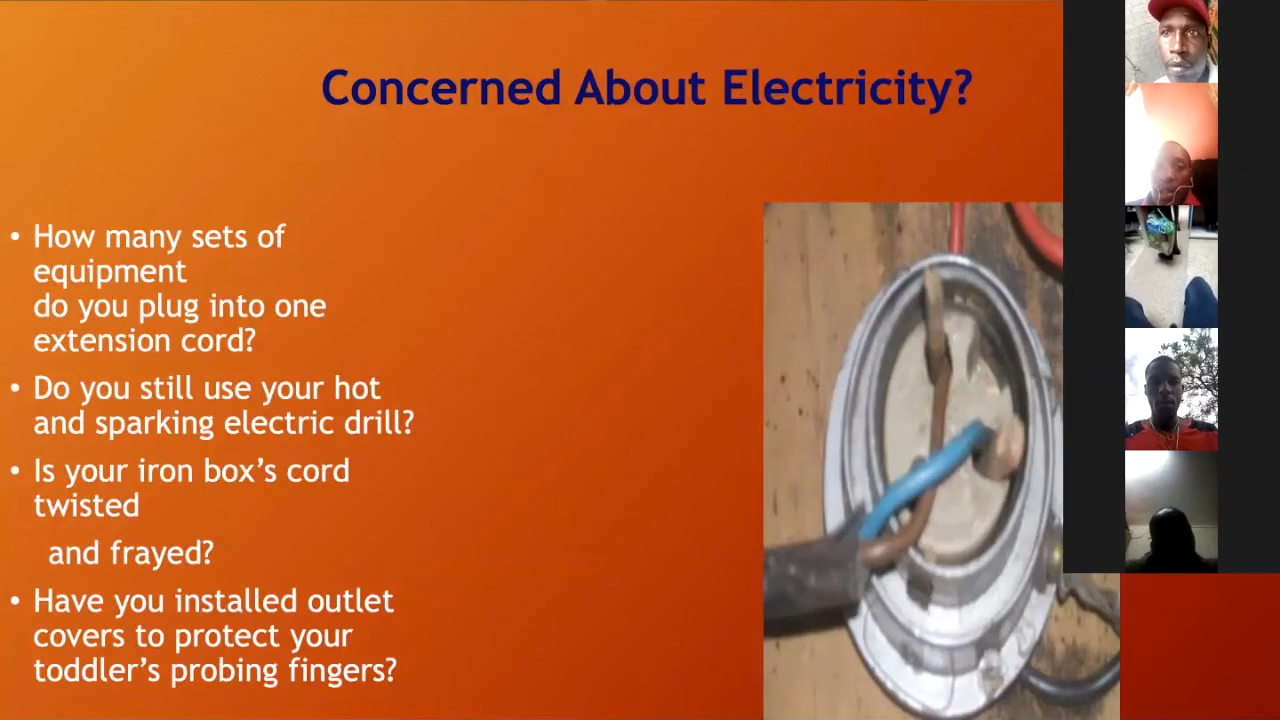 Concerned About Electricity?
• How many sets of
equipment
do you plug into one
extension cord?
• Do you still use your hot
and sparking electric drill?
• Is your iron box’s cord
twisted
and frayed?
• Have you installed outlet
covers to protect your
toddler’s probing fingers?